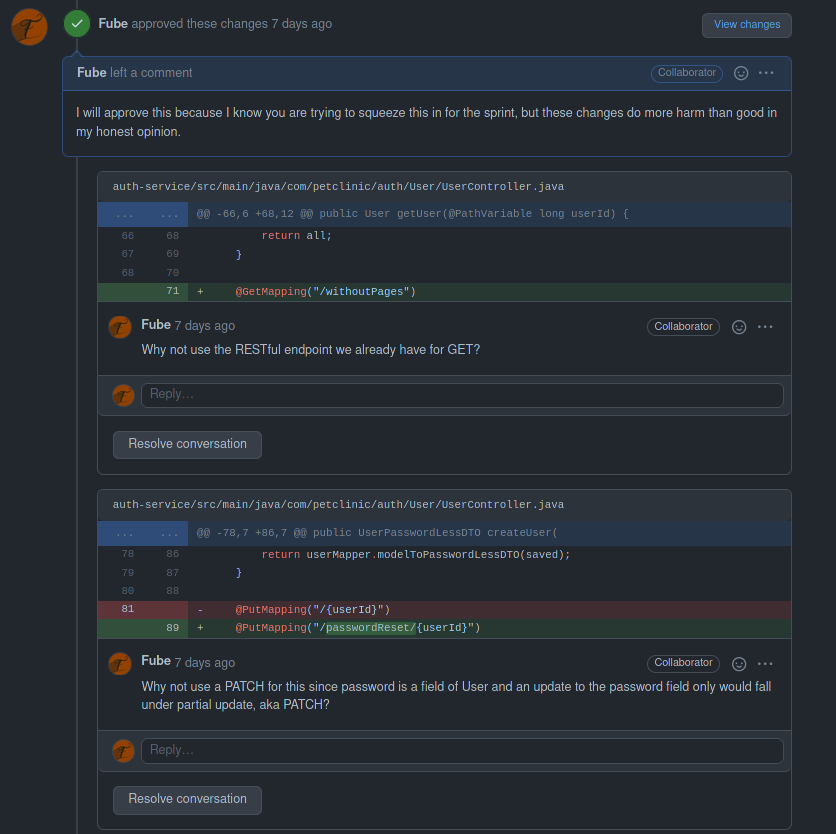 Fube approved these changes 7 days ago
View changes
Fube left a comment
Collaborator
I will approve this because I know you are trying to squeeze this in for the sprint, but these changes do more harm than good in
my honest opinion.
auth-service/src/main/java/com/petclinic/auth/User/UserController.java
... ... @@ -66,6 +68,12 @@ public User getUser(@PathVariable long userId) {
66 68 return all;
67 69 }
68 70
71 + @GetMapping("/withoutPages")
Fube 7 days ago
Collaborator
Why not use the RESTful endpoint we already have for GET?
Reply...
Resolve conversation
auth-service/src/main/java/com/petclinic/auth/User/UserController.java
... ... @@ -78,7 +86,7 @@ public UserPasswordLessDTO createUser(
78 86 return userMapper.modelToPasswordLessDTO(saved);
79 87 }
80 88
81 - @PutMapping("/{userId}")
89 + @PutMapping("/passwordReset/{userId}")
Fube 7 days ago
Collaborator
Why not use a PATCH for this since password is a field of User and an update to the password field only would fall
under partial update, aka PATCH?
Reply...
Resolve conversation